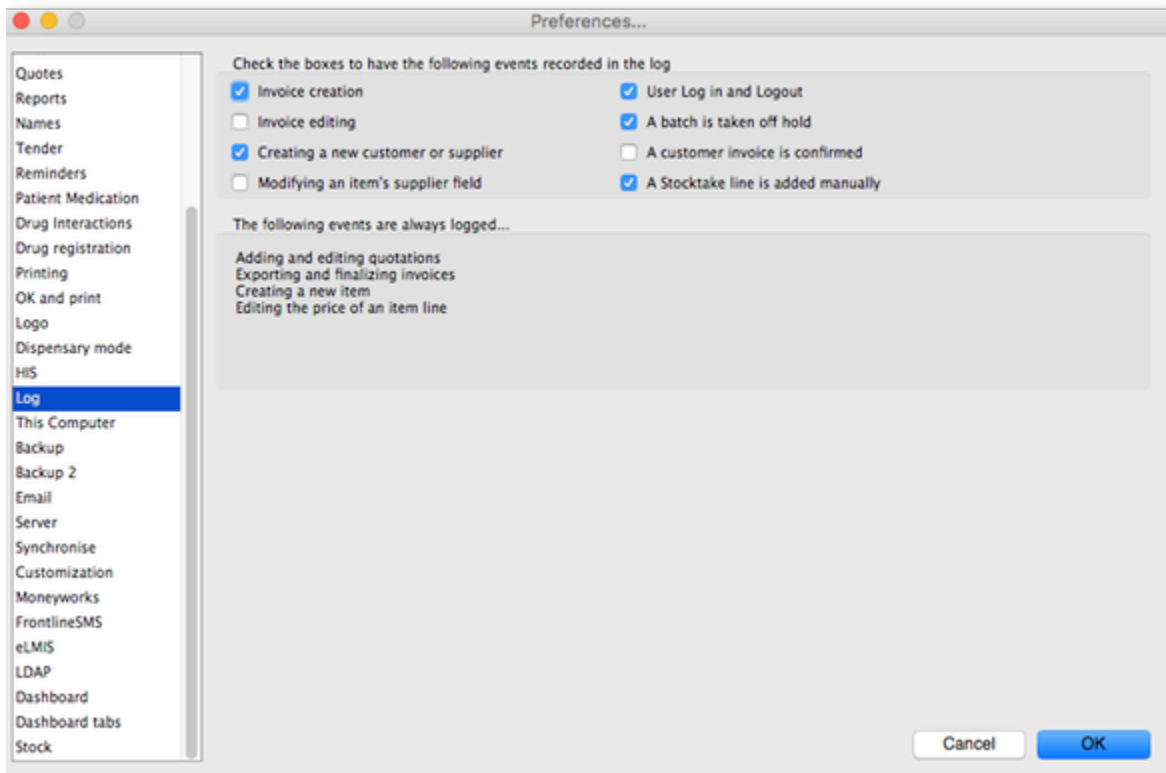 Preferences...
Quotes
Reports
Names
Tender
Reminders
Patient Medication
Drug Interactions
Drug registration
Printing
OK and print
Logo
Dispensary mode
HIS
Log
This Computer
Backup
Backup 2
Email
Server
Synchronise
Customization
Moneyworks
FrontlineSMS
eLMIS
LDAP
Dashboard
Dashboard tabs
Stock
Check the boxes to have the following events recorded in the log
Invoice creation
Invoice editing
Creating a new customer or supplier
Modifying an item's supplier field
User Log in and Logout
A batch is taken off hold
A customer invoice is confirmed
A Stocktake line is added manually
The following events are always logged...
Adding and editing quotations
Exporting and finalizing invoices
Creating a new item
Editing the price of an item line
Cancel
OK